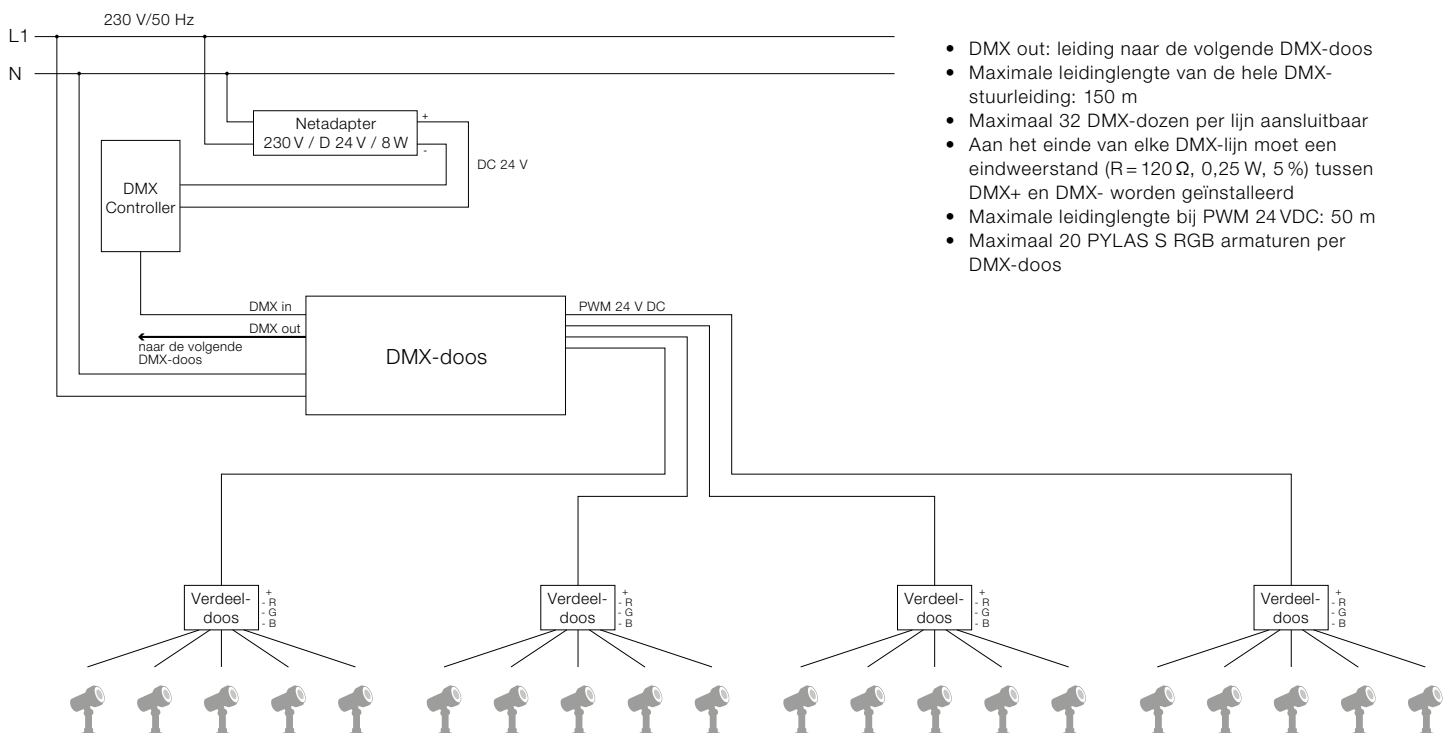 230 V/50 Hz
L1
N
Netadapter
230 V / D 24 V / 8 W
+
-
DC 24 V
DMX
Controller
DMX in
DMX out
naar de volgende
DMX-doos
DMX-doos
PWM 24 V DC
• DMX out: leiding naar de volgende DMX-doos
• Maximale leidinglengte van de hele DMX-
stuurleiding: 150 m
• Maximaal 32 DMX-dozen per lijn aansluitbaar
• Aan het einde van elke DMX-lijn moet een
eindweerstand (R = 120 Ω, 0,25 W, 5 %) tussen
DMX+ en DMX- worden geïnstalleerd
• Maximale leidinglengte bij PWM 24 VDC: 50 m
• Maximaal 20 PYLAS S RGB armaturen per
DMX-doos
Verdeel-
doos
+
- R
- G
- B
Verdeel-
doos
+
- R
- G
- B
Verdeel-
doos
+
- R
- G
- B
Verdeel-
doos
+
- R
- G
- B